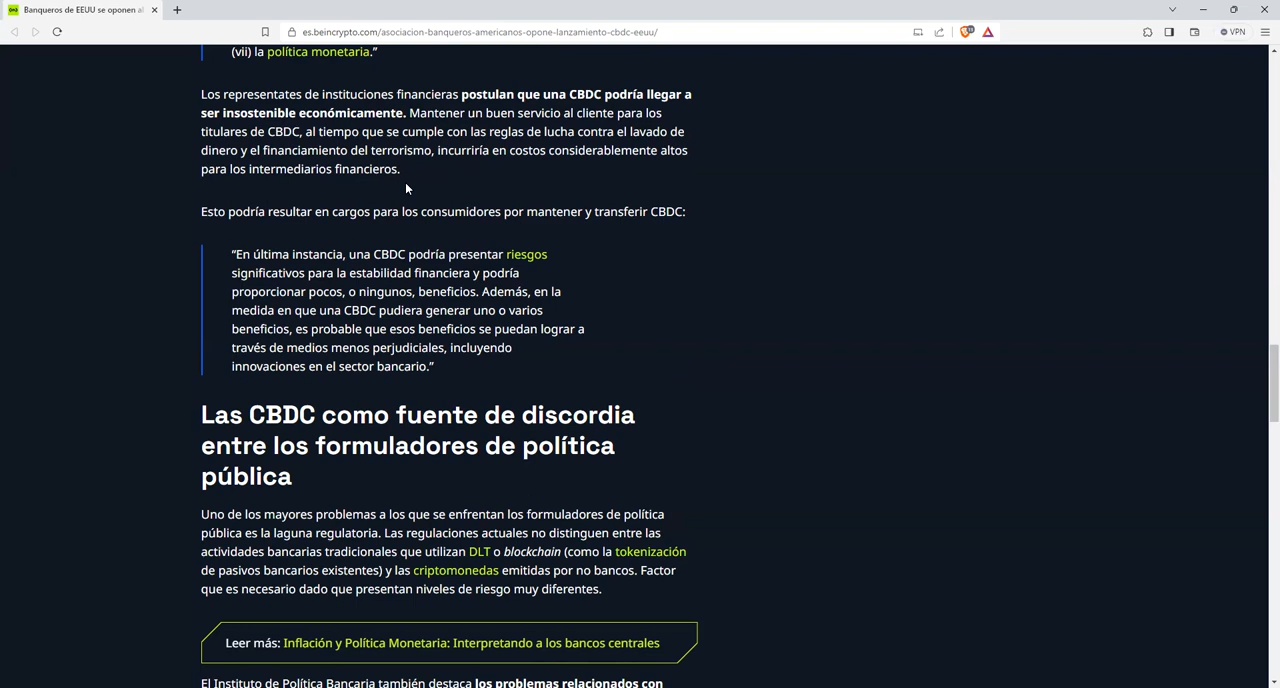 Banqueros de EEUU se oponen al
es.beincrypto.com/asociacion-banqueros-americanos-opone-lanzamiento-cbdc-eeuu/
VPN
(vii) la política monetaria.”
Los representates de instituciones financieras postulan que una CBDC podría llegar a
ser insostenible económicamente. Mantener un buen servicio al cliente para los
titulares de CBDC, al tiempo que se cumple con las reglas de lucha contra el lavado de
dinero y el financiamiento del terrorismo, incurriría en costos considerablemente altos
para los intermediarios financieros.
Esto podría resultar en cargos para los consumidores por mantener y transferir CBDC:
“En última instancia, una CBDC podría presentar riesgos
significativos para la estabilidad financiera y podría
proporcionar pocos, o ningunos, beneficios. Además, en la
medida en que una CBDC pudiera generar uno o varios
beneficios, es probable que esos beneficios se puedan lograr a
través de medios menos perjudiciales, incluyendo
innovaciones en el sector bancario.”
Las CBDC como fuente de discordia
entre los formuladores de política
pública
Uno de los mayores problemas a los que se enfrentan los formuladores de política
pública es la laguna regulatoria. Las regulaciones actuales no distinguen entre las
actividades bancarias tradicionales que utilizan DLT o blockchain (como la tokenización
de pasivos bancarios existentes) y las criptomonedas emitidas por no bancos. Factor
que es necesario dado que presentan niveles de riesgo muy diferentes.
Leer más: Inflación y Política Monetaria: Interpretando a los bancos centrales
El Instituto de Política Bancaria también destaca los problemas relacionados con